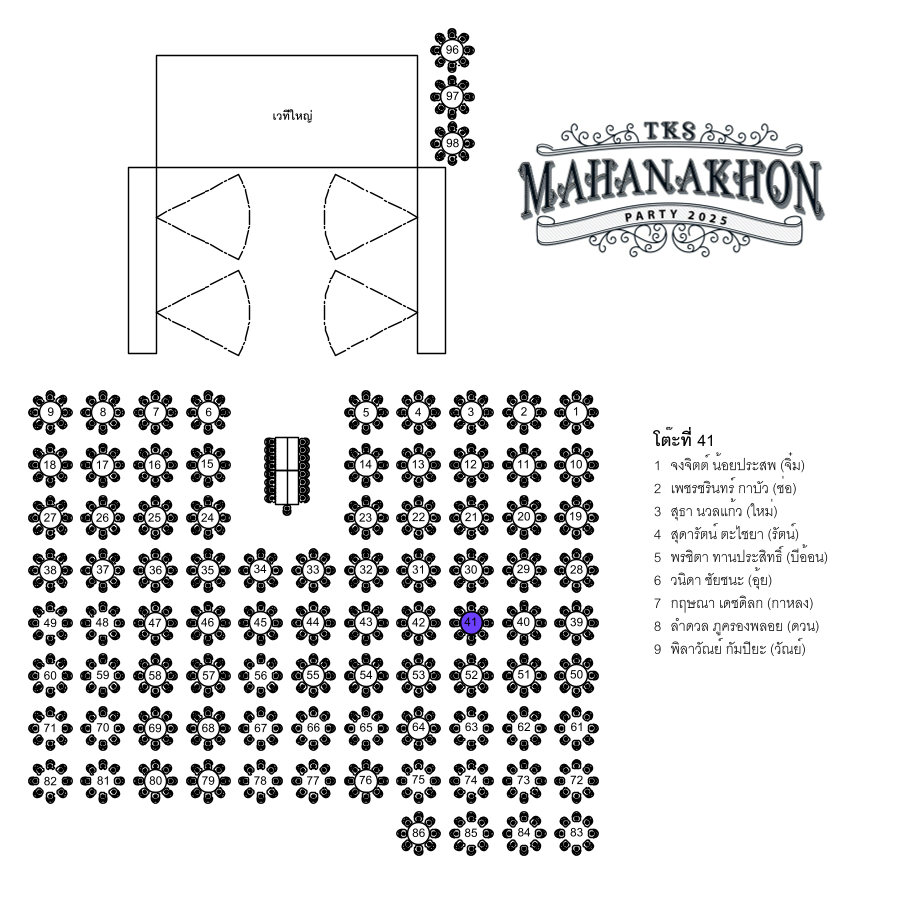 96
97
เวทีใหญ่
98
TKS
MAHANAKHON
PARTY 2025
9 8 7 6 5 4 3 2 1
18 17 16 15 14 13 12 11 10
27 26 25 24 23 22 21 20 19
38 37 36 35 34 33 32 31 30 29 28
49 48 47 46 45 44 43 42 41 40 39
60 59 58 57 56 55 54 53 52 51 50
71 70 69 68 67 66 65 64 63 62 61
82 81 80 79 78 77 76 75 74 73 72
86 85 84 83
โต๊ะที่ 41
1 จงจิตต์ น้อยประสพ (จิ๋ม)
2 เพชรชรินทร์ กาบัว (ช่อ)
3 สุธา นวลแก้ว (ใหม่)
4 สุดารัตน์ ตะไชยา (รัตน์)
5 พรชิตา ทานประสิทธิ์ (บีอ้อน)
6 วนิดา ชัยชนะ (อุ้ย)
7 กฤษณา เดชดิลก (กาหลง)
8 ลำดวล ภูครองพลอย (ดวน)
9 พิลาวัณย์ กัมปิยะ (วัณย์)